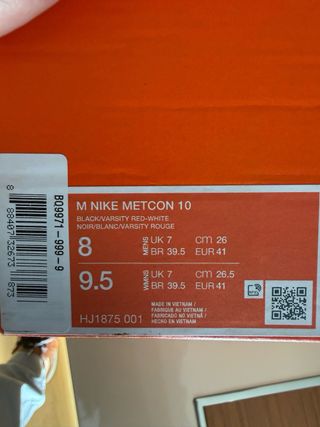 M NIKE METCON 10
BLACK/VARSITY RED-WHITE
NOIR/BLANC/VARSITY ROUGE
8 MENS UK 7 cm 26
BR 39.5 EUR 41
9.5 WMNS UK 7 cm 26.5
BR 39.5 EUR 41
MADE IN VIETNAM /
FABRIQUÉ AU VIETNAM /
FABRICADO NO VIETNÃ /
HECHO EN VIETNAM
HJ1875 001
BQ9971-999-9